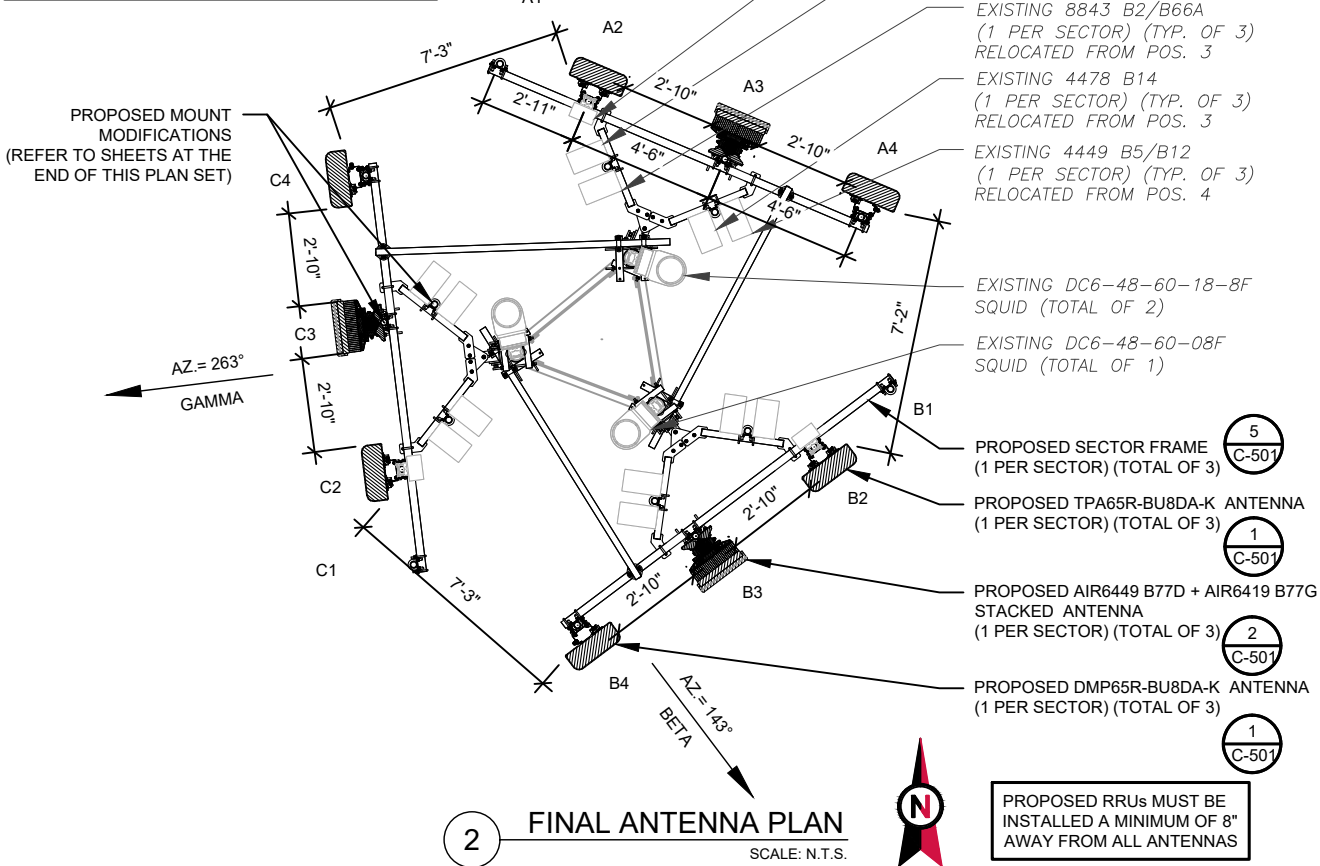 A2
7'-3"
2'-11"
2'-10"
A3
4'-6"
2'-10"
A4
4'-6"
EXISTING 8843 B2/B66A
(1 PER SECTOR) (TYP. OF 3)
RELOCATED FROM POS. 3
EXISTING 4478 B14
(1 PER SECTOR) (TYP. OF 3)
RELOCATED FROM POS. 3
EXISTING 4449 B5/B12
(1 PER SECTOR) (TYP. OF 3)
RELOCATED FROM POS. 4
PROPOSED MOUNT
MODIFICATIONS
(REFER TO SHEETS AT THE
END OF THIS PLAN SET)
C4
2'-10"
C3
2'-10"
C2
C1
AZ.= 263°
GAMMA
EXISTING DC6-48-60-18-8F
SQUID (TOTAL OF 2)
EXISTING DC6-48-60-08F
SQUID (TOTAL OF 1)
7'-2"
B1
B2
2'-10"
B3
2'-10"
B4
7'-3"
AZ.= 143°
BETA
PROPOSED SECTOR FRAME
(1 PER SECTOR) (TOTAL OF 3)
5
C-501
PROPOSED TPA65R-BU8DA-K ANTENNA
(1 PER SECTOR) (TOTAL OF 3)
1
C-501
PROPOSED AIR6449 B77D + AIR6419 B77G
STACKED ANTENNA
(1 PER SECTOR) (TOTAL OF 3)
2
C-501
PROPOSED DMP65R-BU8DA-K ANTENNA
(1 PER SECTOR) (TOTAL OF 3)
1
C-501
2
FINAL ANTENNA PLAN
SCALE: N.T.S.
N
PROPOSED RRUs MUST BE
INSTALLED A MINIMUM OF 8"
AWAY FROM ALL ANTENNAS